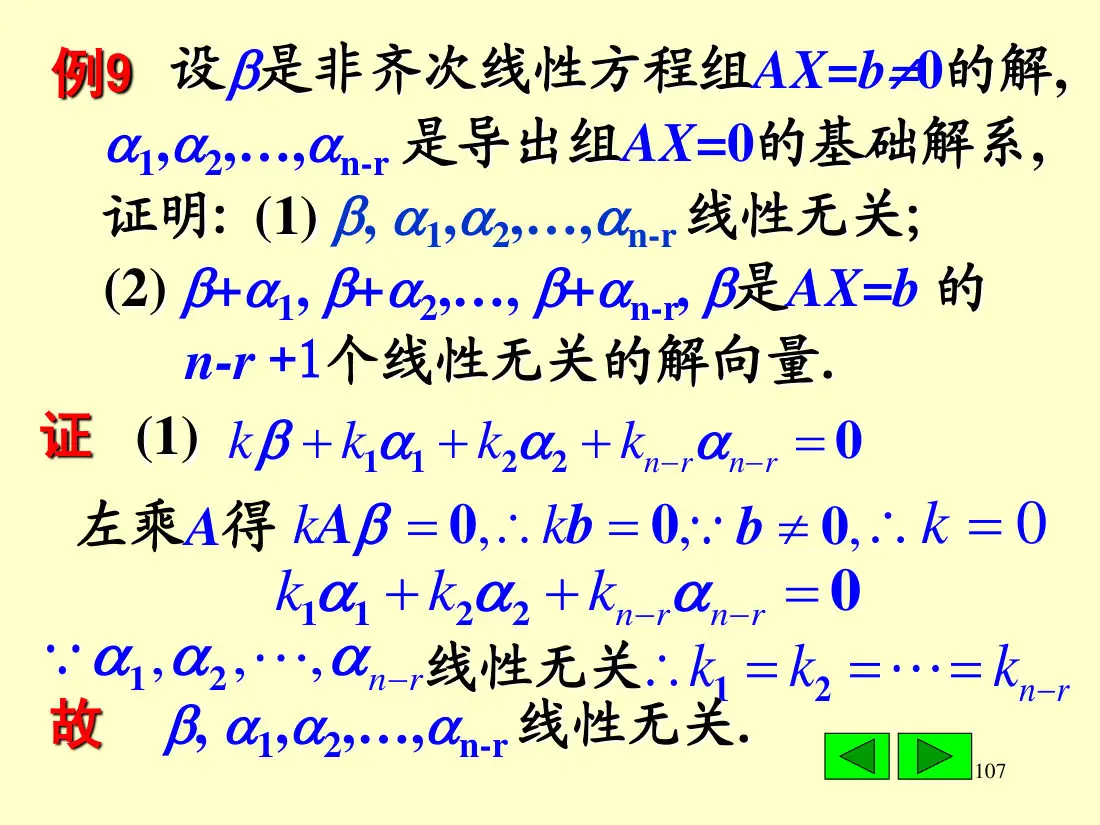 例9 设β是非齐次线性方程组AX=b≠0的解,
α1,α2,…,αn-r 是导出组AX=0的基础解系,
证明: (1) β, α1,α2,…,αn-r 线性无关;
(2) β+α1, β+α2,…, β+αn-r, β是AX=b 的
n-r +1个线性无关的解向量.
证 (1) kβ + k₁α₁ + k₂α₂ + kₙ₋ᵣαₙ₋ᵣ = 0
左乘A得 kAβ = 0,∴ kb = 0,∵ b ≠ 0,∴ k = 0
k₁α₁ + k₂α₂ + kₙ₋ᵣαₙ₋ᵣ = 0
∵ α₁,α₂,⋯,αₙ₋ᵣ线性无关∴k₁ = k₂ = ⋯ = kₙ₋ᵣ
故 β, α1,α2,…,αn-r 线性无关.
107